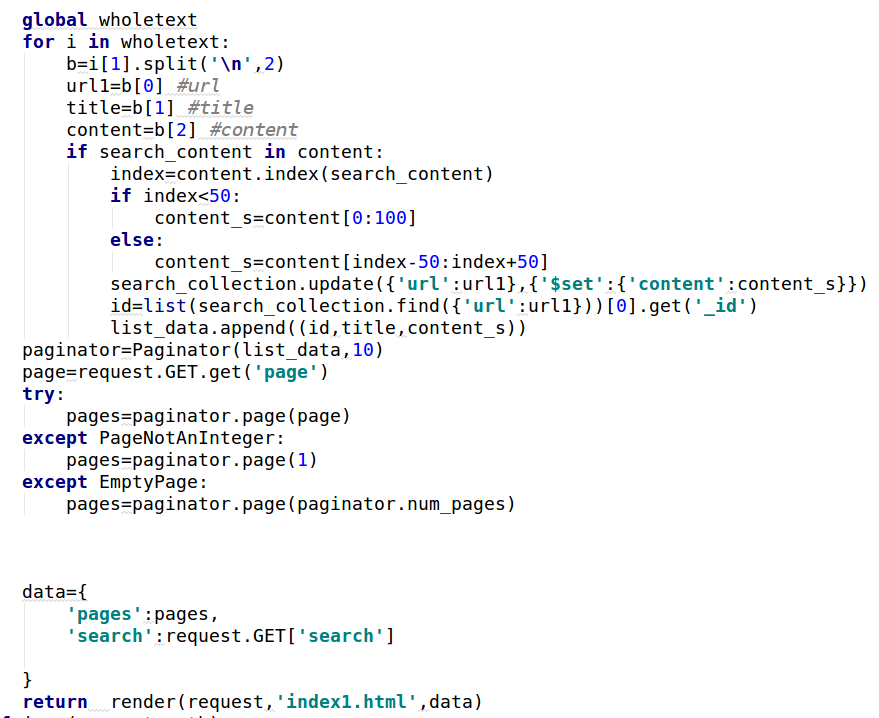 global wholetext
for i in wholetext:
    b=i[1].split('\n',2)
    url1=b[0] #url
    title=b[1] #title
    content=b[2] #content
    if search_content in content:
        index=content.index(search_content)
        if index<50:
            content_s=content[0:100]
        else:
            content_s=content[index-50:index+50]
        search_collection.update({'url':url1},{'$set':{'content':content_s}})
        id=list(search_collection.find({'url':url1}))[0].get('_id')
        list_data.append((id,title,content_s))
paginator=Paginator(list_data,10)
page=request.GET.get('page')
try:
    pages=paginator.page(page)
except PageNotAnInteger:
    pages=paginator.page(1)
except EmptyPage:
    pages=paginator.page(paginator.num_pages)
data={
    'pages':pages,
    'search':request.GET['search']
}
return  render(request,'index1.html',data)